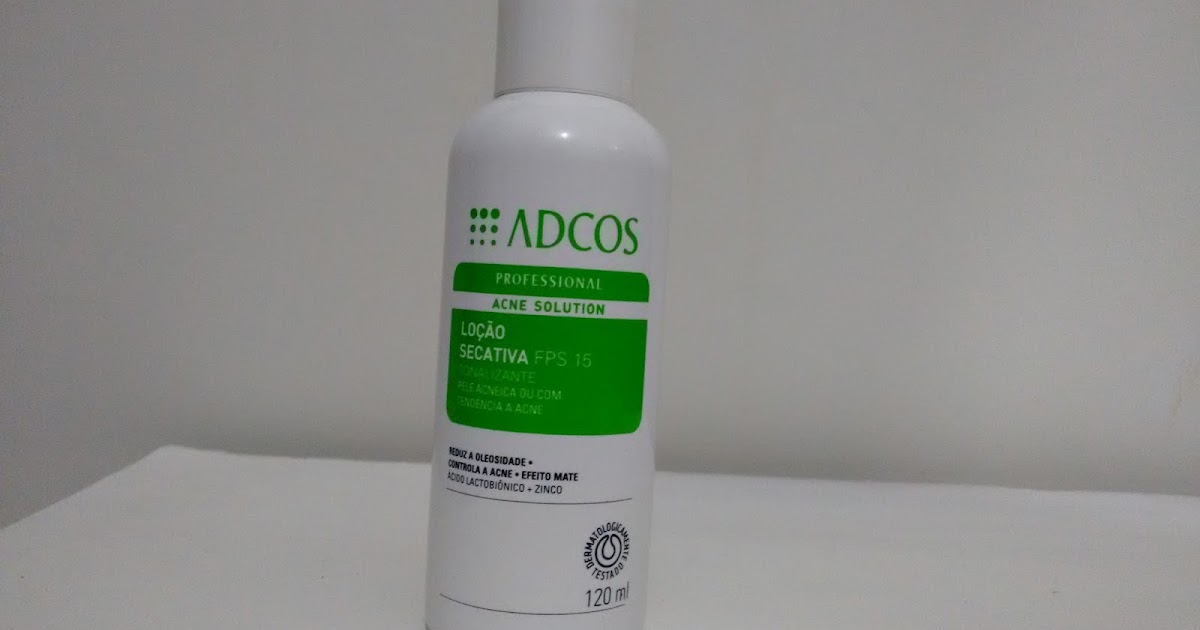 ADCOS
PROFESSIONAL
ACNE SOLUTION
LOÇÃO
SECATIVA FPS 15
TONALIZANTE
PELE ACNEICA OU COM
TENDÊNCIA A ACNE
REDUZ A OLEOSIDADE •
CONTROLA A ACNE • EFEITO MATE
ÁCIDO LACTOBIÔNICO + ZINCO
DERMATOLOGICAMENTE
TESTADO
120 ml